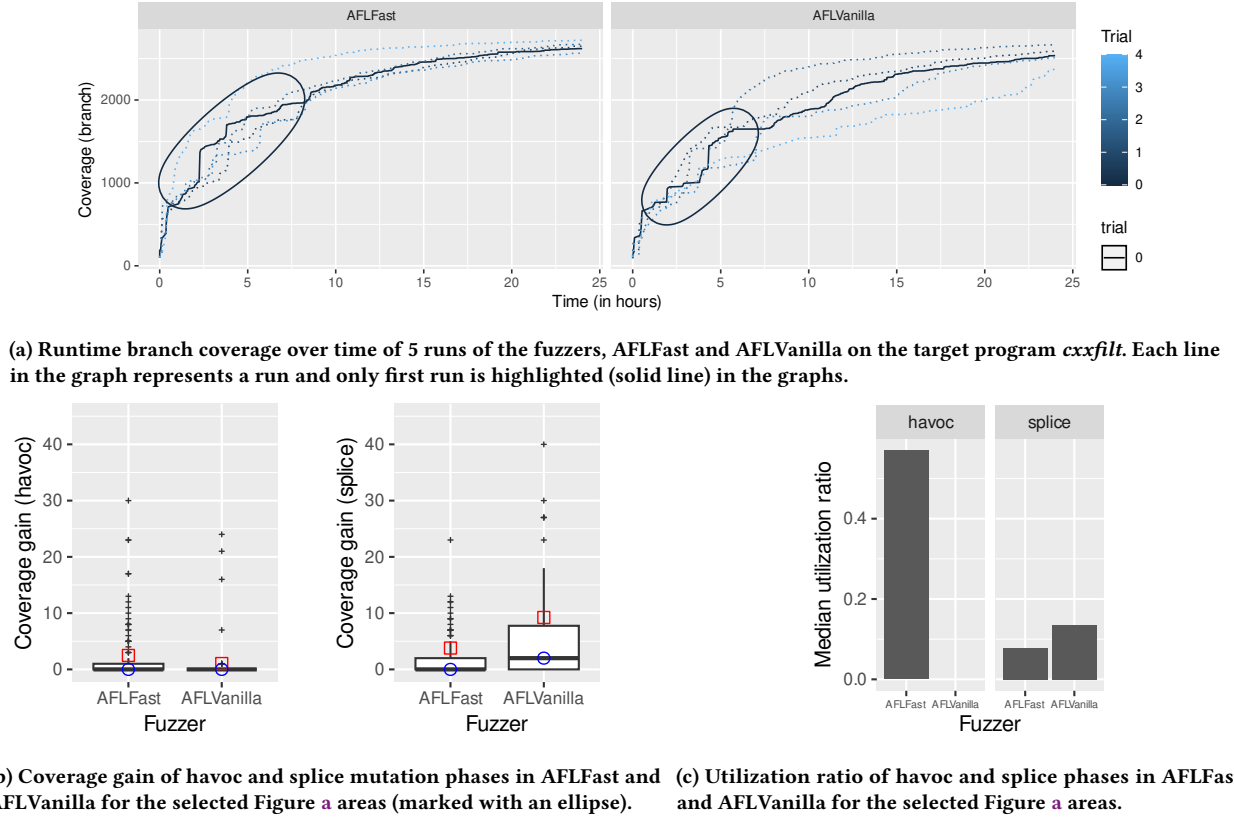 AFLFast
AFLVanilla
Coverage (branch)
0
1000
2000
0
5
10
15
20
25
0
5
10
15
20
25
Time (in hours)
Trial
4
3
2
1
0
trial
0
(a) Runtime branch coverage over time of 5 runs of the fuzzers, AFLFast and AFLVanilla on the target program cxxfilt. Each line
in the graph represents a run and only first run is highlighted (solid line) in the graphs.
Coverage gain (havoc)
40
30
20
10
0
AFLFast
AFLVanilla
Fuzzer
Coverage gain (splice)
40
30
20
10
0
AFLFast
AFLVanilla
Fuzzer
havoc
splice
Median utilization ratio
0.4
0.2
0.0
AFLFast
AFLVanilla
AFLFast
AFLVanilla
Fuzzer
) Coverage gain of havoc and splice mutation phases in AFLFast and
AFLVanilla for the selected Figure a areas (marked with an ellipse).
(c) Utilization ratio of havoc and splice phases in AFLFas
and AFLVanilla for the selected Figure a areas.